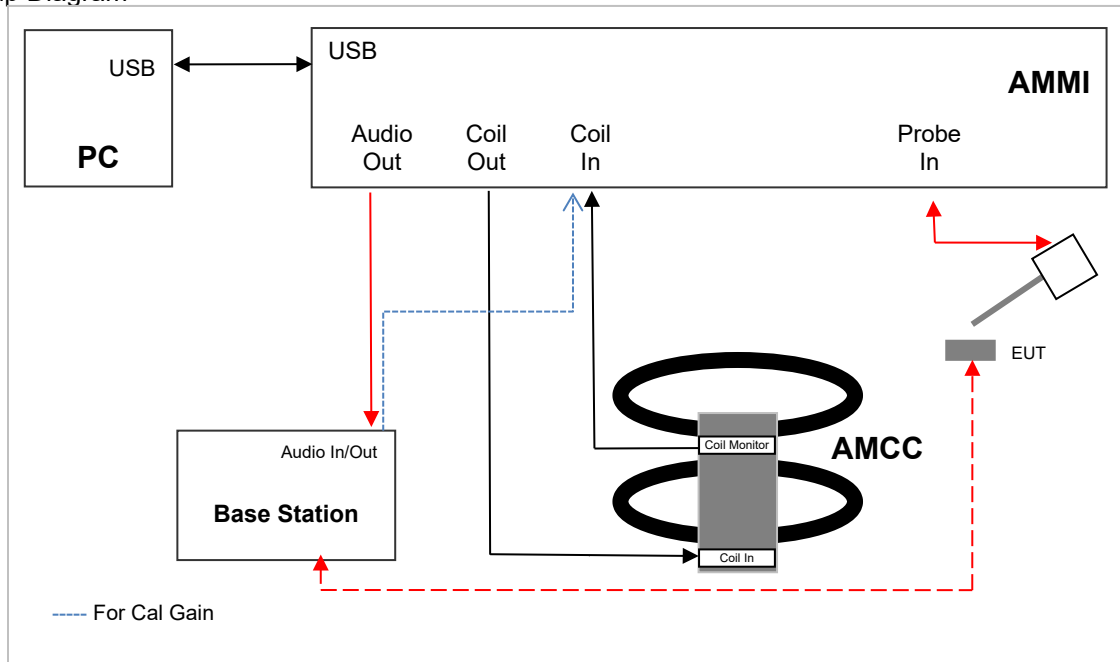 USB
PC
USB
AMMI
Audio
Out
Coil
Out
Coil
In
Probe
In
EUT
Coil Monitor
AMCC
Coil In
Audio In/Out
Base Station
For Cal Gain